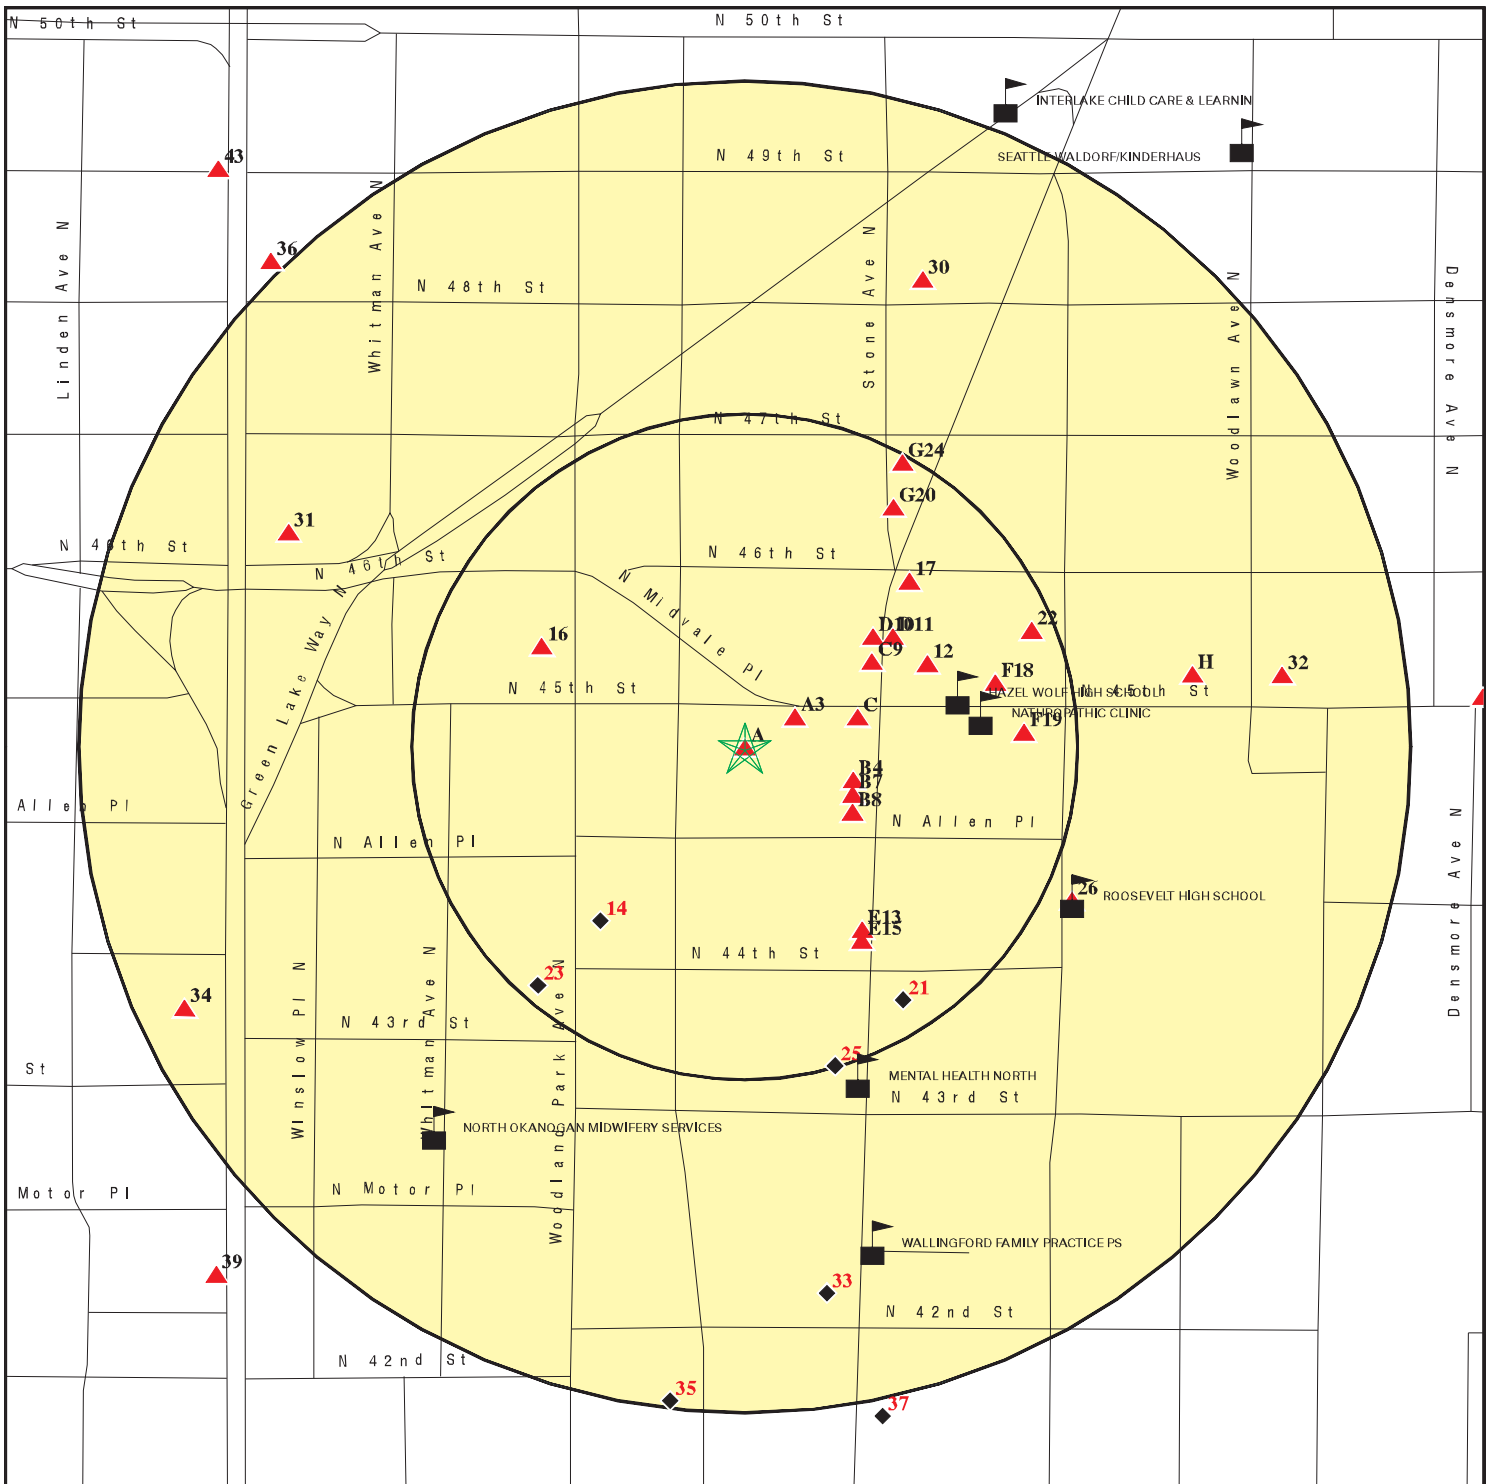 N 50th St
N 50th St
INTERLAKE CHILD CARE & LEARNIN
43
N 49th St
SEATTLE WALDORF/KINDERHAUS
Linden Ave N
Whitman Ave N
36
Stone Ave N
30
Woodlawn Ave N
Densmore Ave N
N 48th St
N 47th St
G24
G20
31
N 46th St
N 46th St
N 46th St
17
N Midvale Pl
16
D10
D11
C9
12
22
F18
H
32
N 45th St
N 45th St
HAZEL WOLF HIGH SCHOOL
NATUROPATHIC CLINIC
A3
C
F19
A
Green Lake Way N
B4
B7
B8
Allen Pl
N Allen Pl
N Allen Pl
Densmore Ave N
26
ROOSEVELT HIGH SCHOOL
14
E13
E15
N 44th St
23
21
34
Winslow Pl N
Whitman Ave N
Woodland Park Ave N
N 43rd St
25
St
MENTAL HEALTH NORTH
N 43rd St
NORTH OKANOGAN MIDWIFERY SERVICES
Motor Pl
N Motor Pl
WALLINGFORD FAMILY PRACTICE PS
39
33
N 42nd St
N 42nd St
35
37